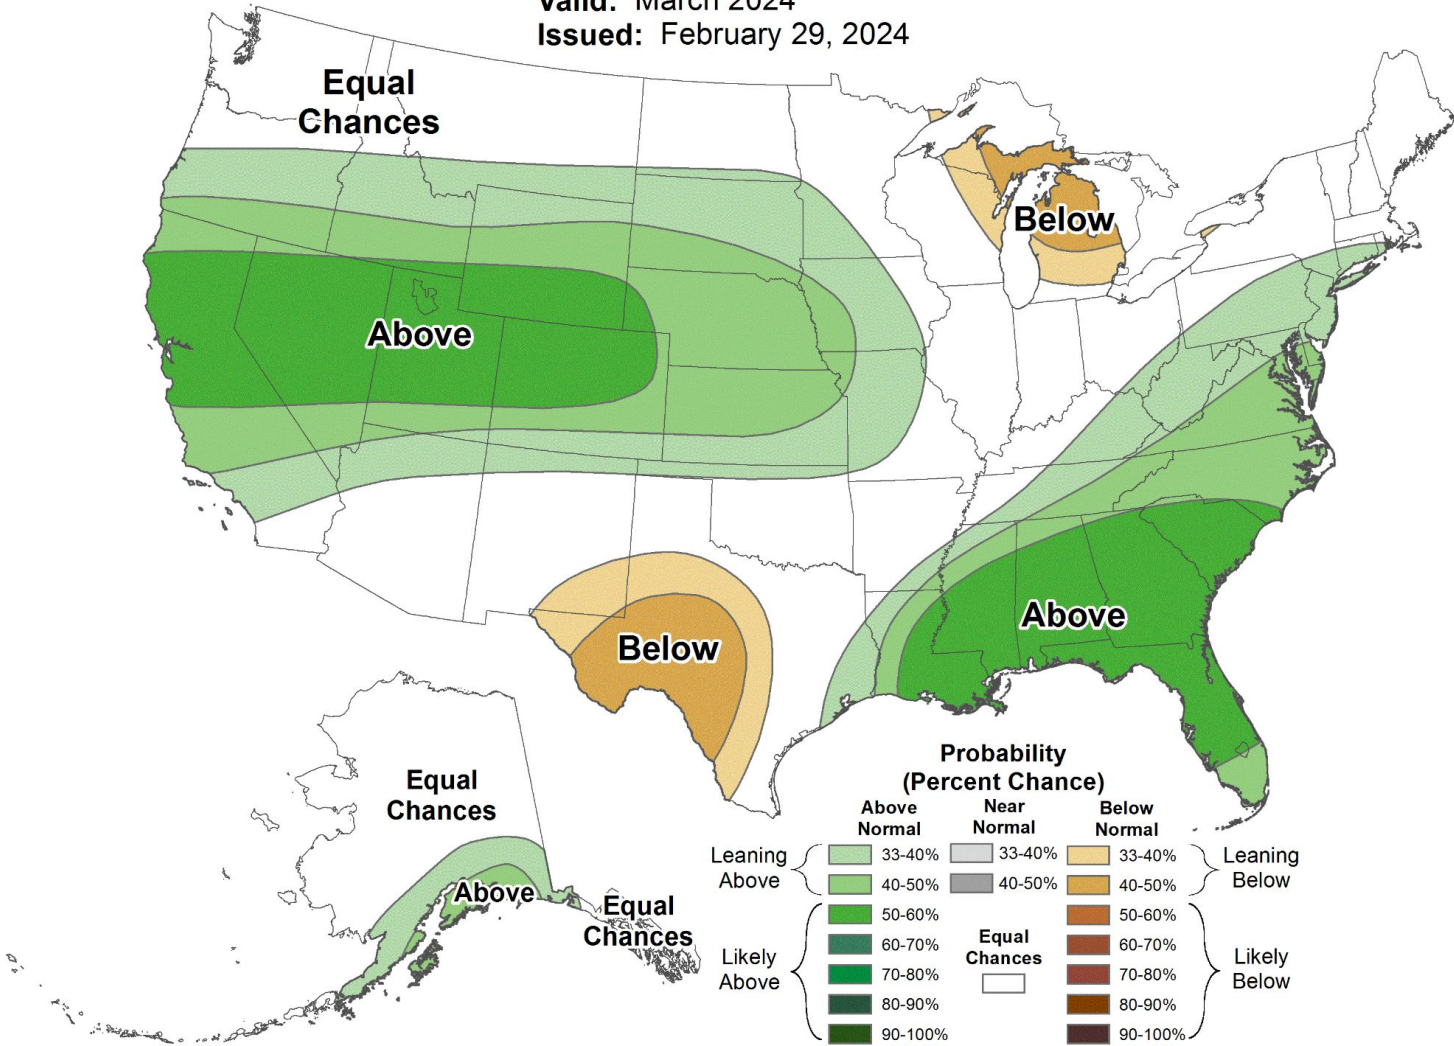 Valid: March 2024
Issued: February 29, 2024
Equal
Chances
Below
Above
Above
Below
Equal
Chances
Above
Equal
Chances
Probability
(Percent Chance)
Above
Normal
Near
Normal
Below
Normal
Leaning
Above
33-40%
33-40%
33-40%
Leaning
Below
40-50%
40-50%
40-50%
Likely
Above
50-60%
60-70%
70-80%
80-90%
90-100%
Equal
Chances
50-60%
60-70%
70-80%
80-90%
90-100%
Likely
Below